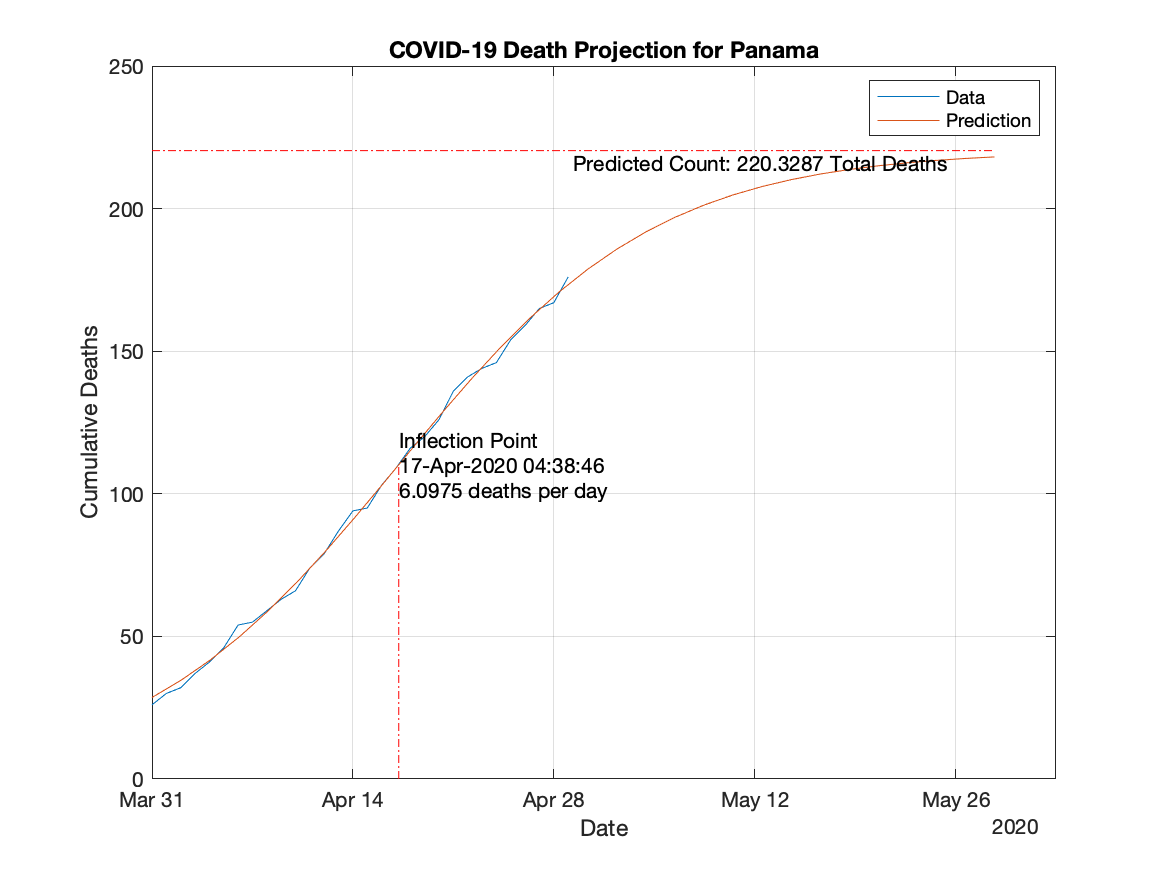 COVID-19 Death Projection for Panama
250
Data
Prediction
Predicted Count: 220.3287 Total Deaths
200
150
Inflection Point
17-Apr-2020 04:38:46
6.0975 deaths per day
100
50
0
Cumulative Deaths
Mar 31 Apr 14 Apr 28 May 12 May 26
Date
2020